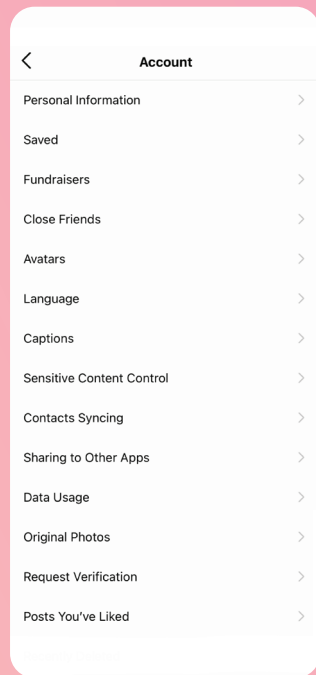 Account
Personal Information
Saved
Fundraisers
Close Friends
Avatars
Language
Captions
Sensitive Content Control
Contacts Syncing
Sharing to Other Apps
Data Usage
Original Photos
Request Verification
Posts You’ve Liked